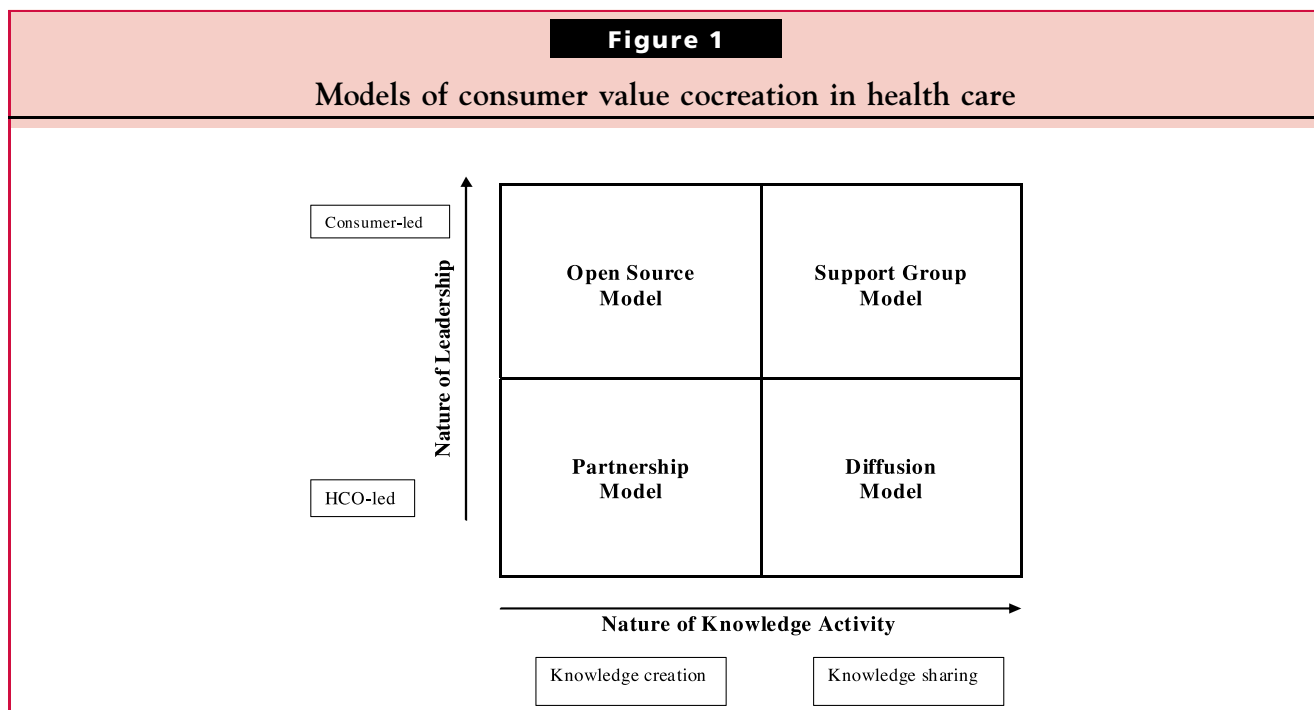 Figure 1
Models of consumer value cocreation in health care
Consumer-led
Nature of Leadership
Open Source
Model
Support Group
Model
HCO-led
Partnership
Model
Diffusion
Model
Nature of Knowledge Activity
Knowledge creation
Knowledge sharing